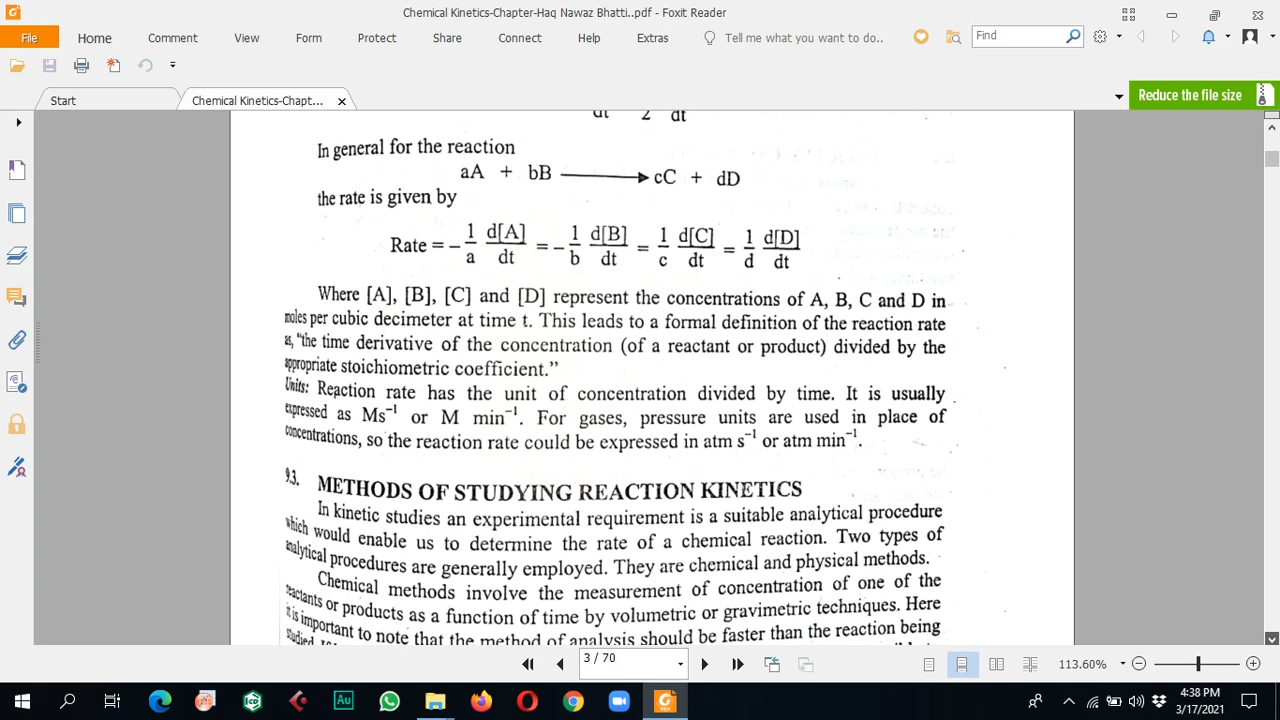 Chemical Kinetics-Chapter-Haq Nawaz Bhatti..pdf - Foxit Reader
File Home Comment View Form Protect Share Connect Help Extras Tell me what you want to do.. Find
Start Chemical Kinetics-Chapt... Reduce the file size
dt 2 dt
In general for the reaction
aA + bB ⟶ cC + dD
the rate is given by
Rate = − 1/a d[A]/dt = − 1/b d[B]/dt = 1/c d[C]/dt = 1/d d[D]/dt
Where [A], [B], [C] and [D] represent the concentrations of A, B, C and D in
moles per cubic decimeter at time t. This leads to a formal definition of the reaction rate
as, "the time derivative of the concentration (of a reactant or product) divided by the
appropriate stoichiometric coefficient."
Units: Reaction rate has the unit of concentration divided by time. It is usually
expressed as Ms⁻¹ or M min⁻¹. For gases, pressure units are used in place of
concentrations, so the reaction rate could be expressed in atm s⁻¹ or atm min⁻¹.
9.3. METHODS OF STUDYING REACTION KINETICS
In kinetic studies an experimental requirement is a suitable analytical procedure
which would enable us to determine the rate of a chemical reaction. Two types of
analytical procedures are generally employed. They are chemical and physical methods.
Chemical methods involve the measurement of concentration of one of the
reactants or products as a function of time by volumetric or gravimetric techniques. Here
it is important to note that the method of analysis should be faster than the reaction being
studied.
3 / 70
113.60%
Au
4:38 PM
3/17/2021